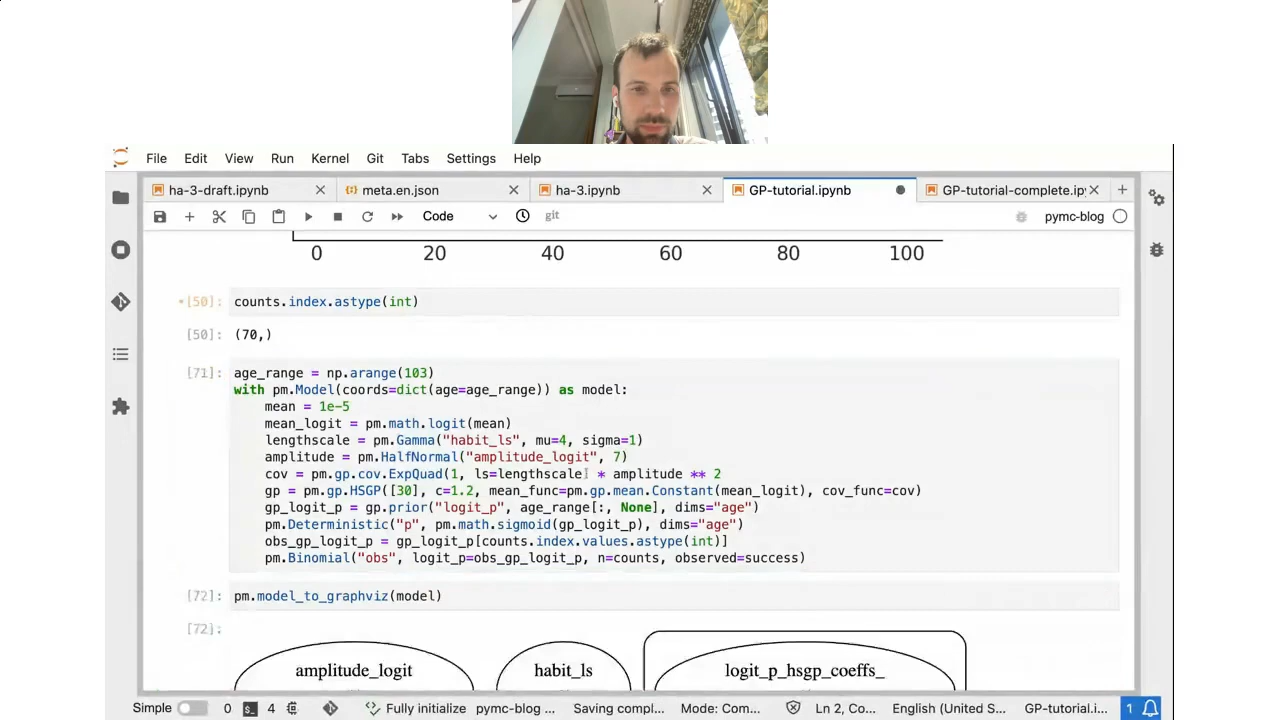 File Edit View Run Kernel Git Tabs Settings Help
ha-3-draft.ipynb meta.en.json ha-3.ipynb GP-tutorial.ipynb GP-tutorial-complete.ip
Code git pymc-blog
0 20 40 60 80 100
[50]: counts.index.astype(int)
[50]: (70,)
[71]: age_range = np.arange(103)
with pm.Model(coords=dict(age=age_range)) as model:
mean = 1e-5
mean_logit = pm.math.logit(mean)
lengthscale = pm.Gamma("habit_ls", mu=4, sigma=1)
amplitude = pm.HalfNormal("amplitude_logit", 7)
cov = pm.gp.cov.ExpQuad(1, ls=lengthscale * amplitude ** 2
gp = pm.gp.HSGP([30], c=1.2, mean_func=pm.gp.mean.Constant(mean_logit), cov_func=cov)
gp_logit_p = gp.prior("logit_p", age_range[:, None], dims="age")
pm.Deterministic("p", pm.math.sigmoid(gp_logit_p), dims="age")
obs_gp_logit_p = gp_logit_p[counts.index.values.astype(int)]
pm.Binomial("obs", logit_p=obs_gp_logit_p, n=counts, observed=success)
[72]: pm.model_to_graphviz(model)
[72]:
amplitude_logit habit_ls logit_p_hsgp_coeffs_
Simple 0 4 Fully initialize pymc-blog ... Saving compl... Mode: Com... Ln 2, Co... English (United S... GP-tutorial.i... 1